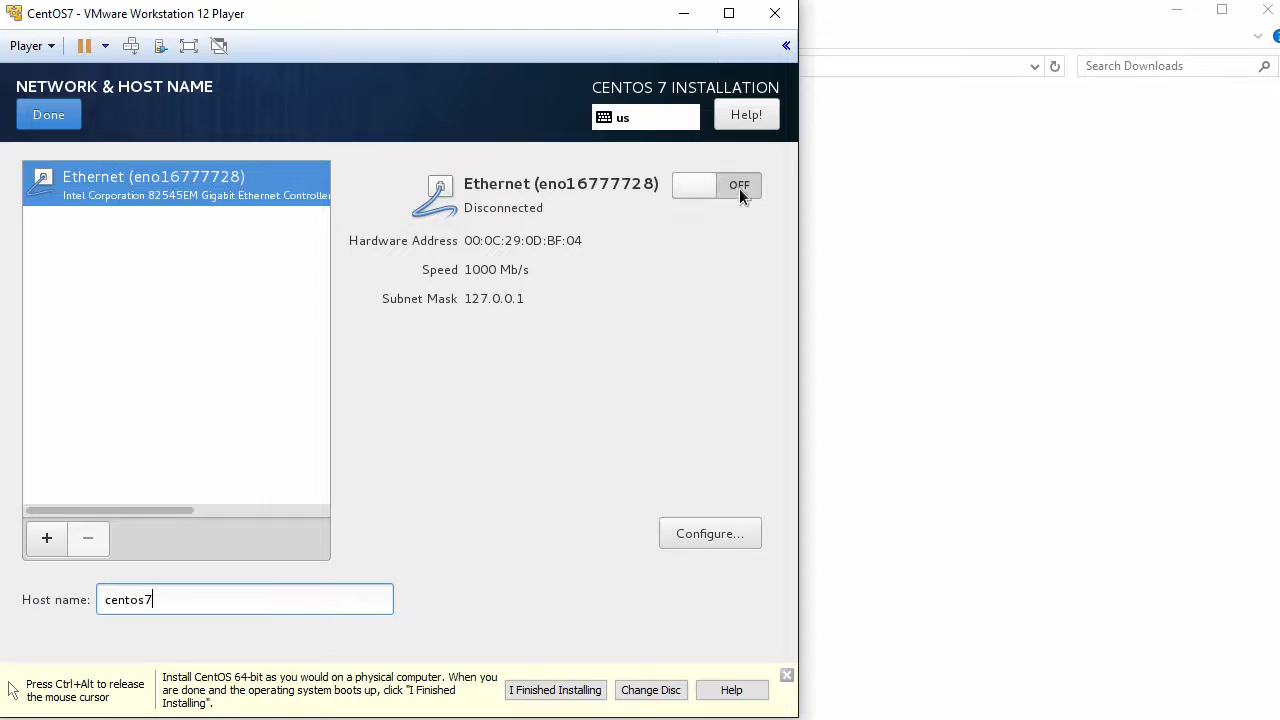 CentOS7 - VMware Workstation 12 Player
Player
NETWORK & HOST NAME
Done
CENTOS 7 INSTALLATION
us
Help!
Search Downloads
Ethernet (eno16777728)
Intel Corporation 82545EM Gigabit Ethernet Controller
Ethernet (eno16777728)
OFF
Disconnected
Hardware Address 00:0C:29:0D:BF:04
Speed 1000 Mb/s
Subnet Mask 127.0.0.1
+ −
Configure...
Host name: centos7
Press Ctrl+Alt to release
the mouse cursor
Install CentOS 64-bit as you would on a physical computer. When you
are done and the operating system boots up, click "I Finished
Installing".
I Finished Installing
Change Disc
Help